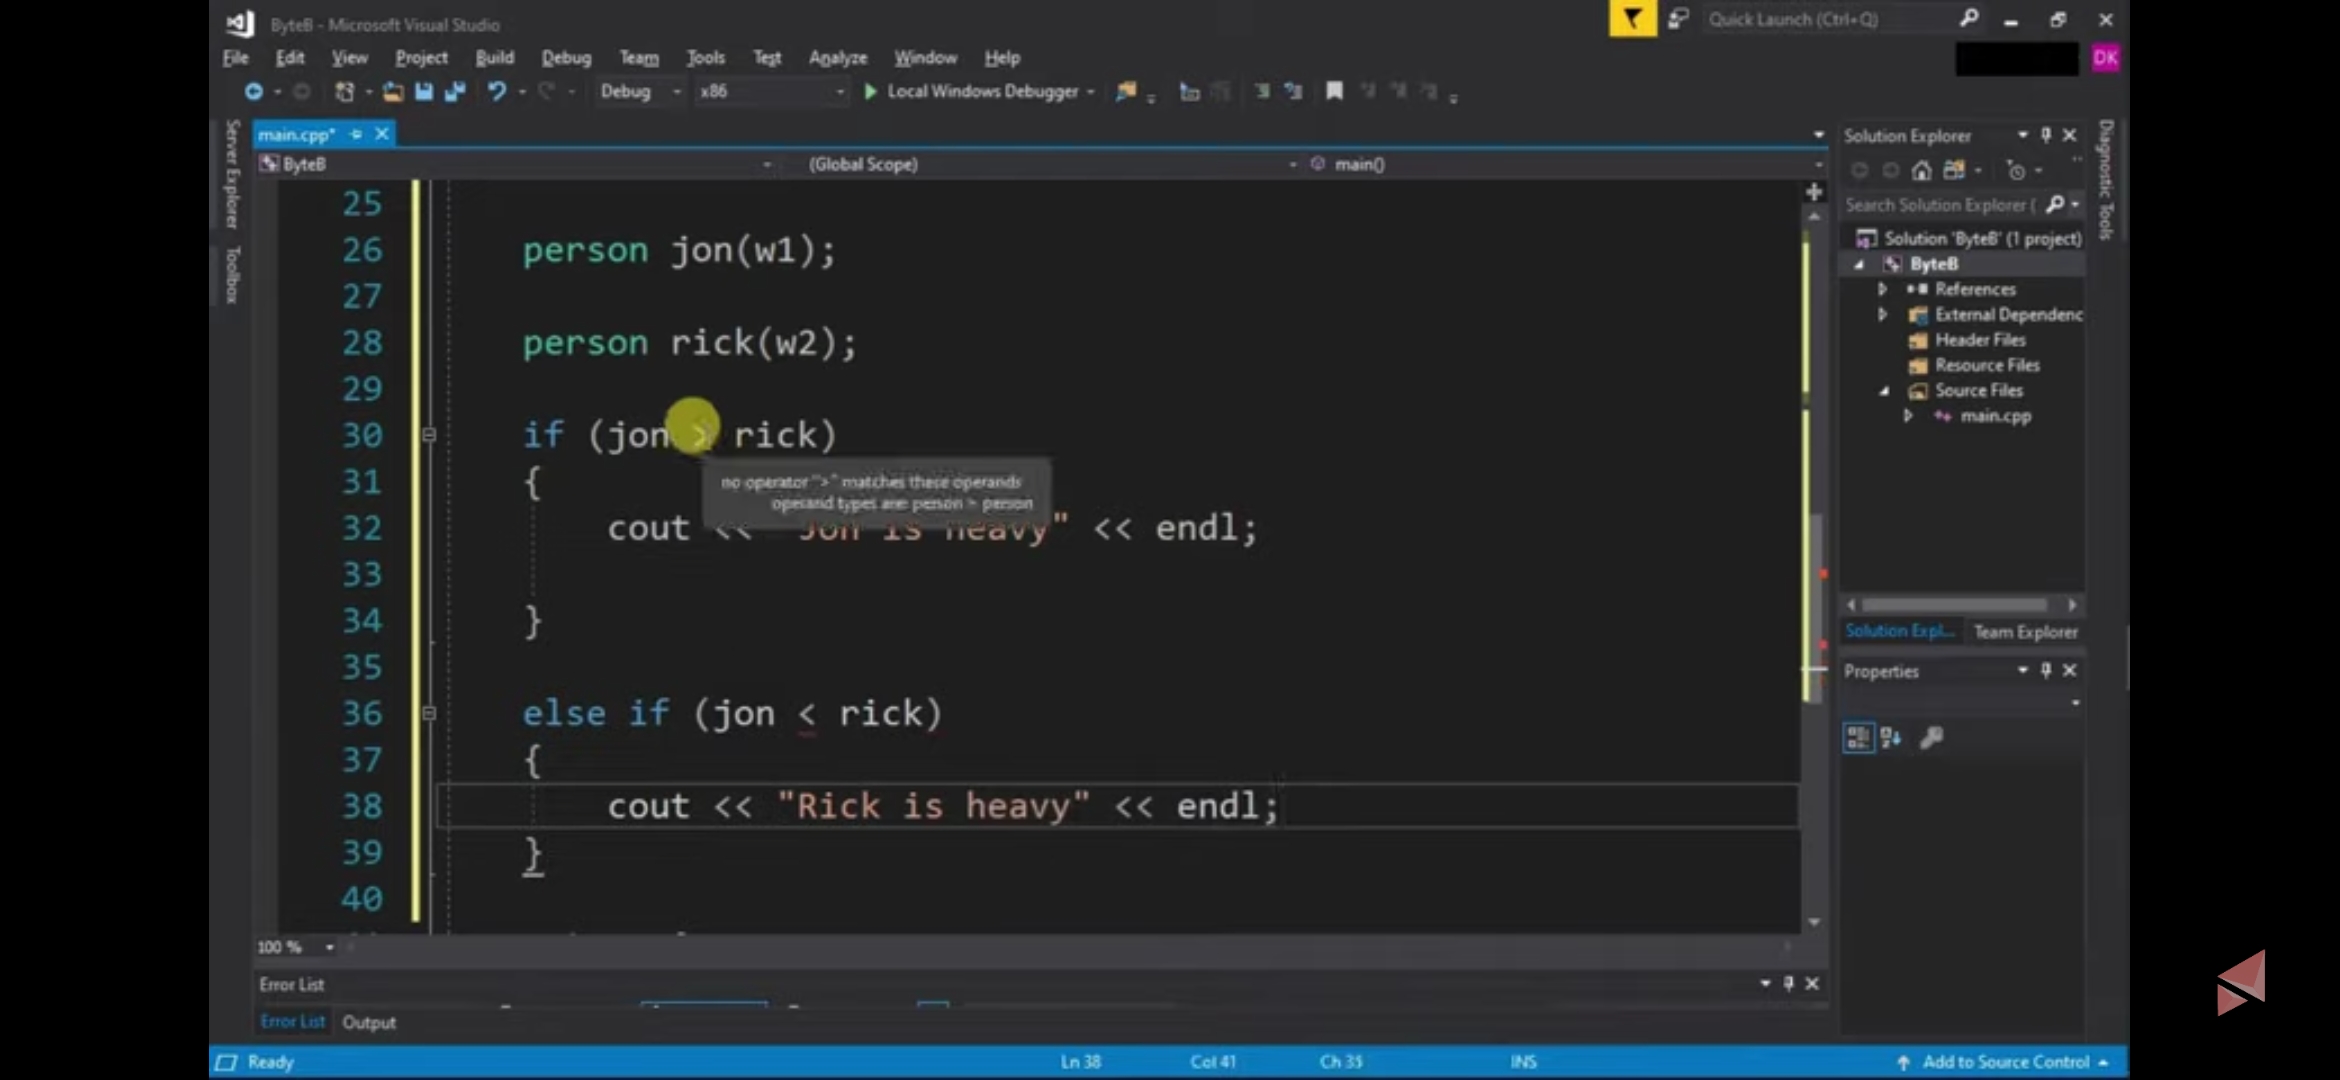 ByteB - Microsoft Visual Studio
Quick Launch (Ctrl+Q)
File Edit View Project Build Debug Team Tools Test Analyze Window Help
DK
Debug x86 Local Windows Debugger
Server Explorer
Toolbox
main.cpp*
ByteB (Global Scope) main()
25
26 person jon(w1);
27
28 person rick(w2);
29
30 if (jon > rick)
no operator ">" matches these operands
operand types are: person > person
31 {
32 cout << "Jon is heavy" << endl;
33
34 }
35
36 else if (jon < rick)
37 {
38 cout << "Rick is heavy" << endl;
39 }
40
100 %
Error List
Error List Output
Solution Explorer
Search Solution Explorer (
Solution 'ByteB' (1 project)
ByteB
References
External Dependenc
Header Files
Resource Files
Source Files
main.cpp
Solution Expl... Team Explorer
Properties
Diagnostic Tools
Ready Ln 38 Col 41 Ch 35 INS Add to Source Control